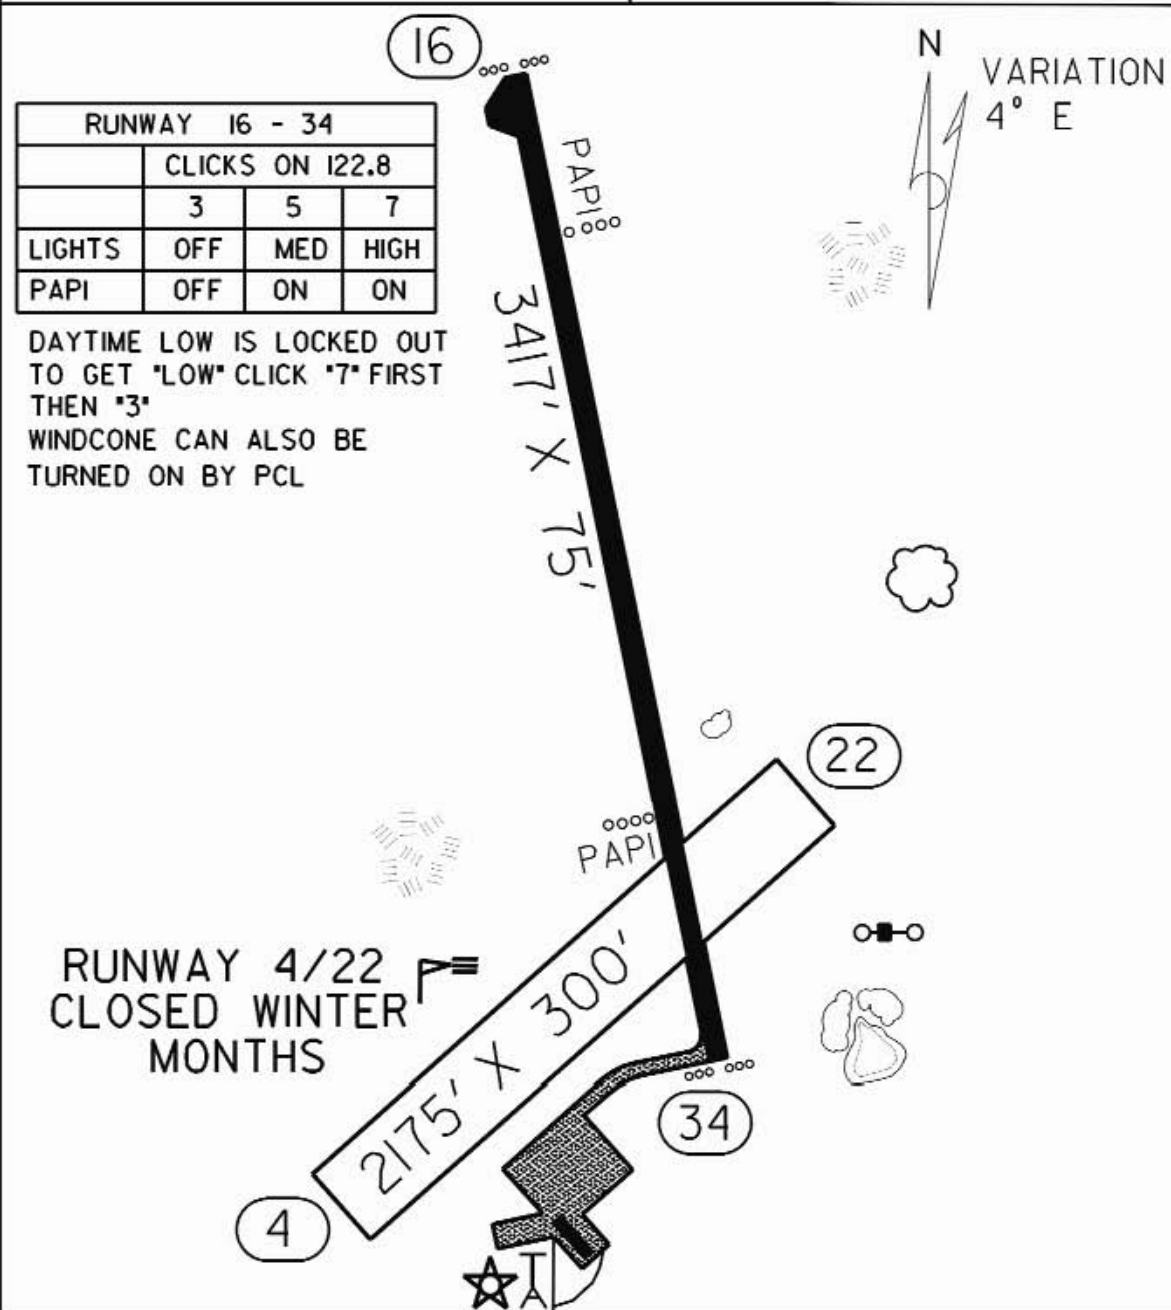 16
N
VARIATION
4° E
RUNWAY 16 - 34
CLICKS ON 122.8
3 5 7
LIGHTS OFF MED HIGH
PAPI OFF ON ON
DAYTIME LOW IS LOCKED OUT
TO GET "LOW" CLICK "7" FIRST
THEN "3"
WINDCONE CAN ALSO BE
TURNED ON BY PCL
PAPI
3417' X 75'
22
PAPI
RUNWAY 4/22
CLOSED WINTER
MONTHS
2175' X 300'
34
4